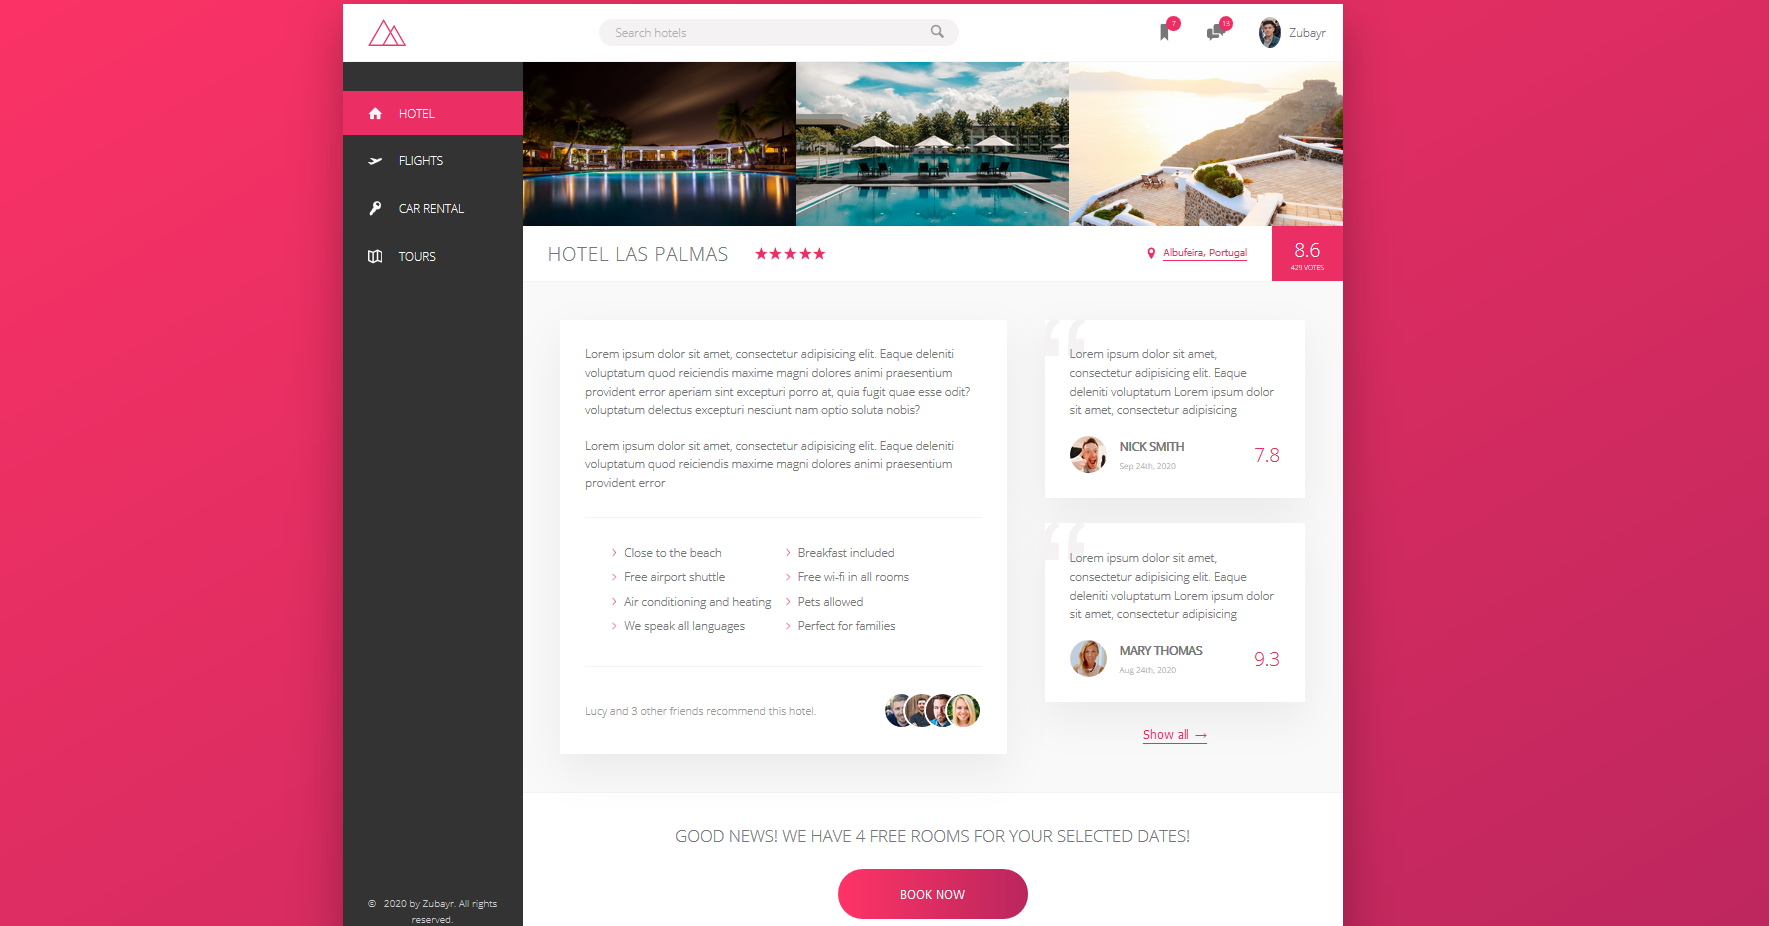 Search hotels
7
13
Zubayr
HOTEL
FLIGHTS
CAR RENTAL
TOURS
HOTEL LAS PALMAS
Albufeira, Portugal
8.6
429 VOTES
Lorem ipsum dolor sit amet, consectetur adipisicing elit. Eaque deleniti
voluptatum quod reiciendis maxime magni dolores animi praesentium
provident error aperiam sint excepturi porro at, quia fugit quae esse odit?
voluptatum delectus excepturi nesciunt nam optio soluta nobis?
Lorem ipsum dolor sit amet, consectetur adipisicing elit. Eaque deleniti
voluptatum quod reiciendis maxime magni dolores animi praesentium
provident error
Close to the beach
Free airport shuttle
Air conditioning and heating
We speak all languages
Breakfast included
Free wi-fi in all rooms
Pets allowed
Perfect for families
Lucy and 3 other friends recommend this hotel.
“
Lorem ipsum dolor sit amet,
consectetur adipisicing elit. Eaque
deleniti voluptatum Lorem ipsum dolor
sit amet, consectetur adipisicing
NICK SMITH
Sep 24th, 2020
7.8
“
Lorem ipsum dolor sit amet,
consectetur adipisicing elit. Eaque
deleniti voluptatum Lorem ipsum dolor
sit amet, consectetur adipisicing
MARY THOMAS
Aug 24th, 2020
9.3
Show all →
GOOD NEWS! WE HAVE 4 FREE ROOMS FOR YOUR SELECTED DATES!
BOOK NOW
© 2020 by Zubayr. All rights
reserved.